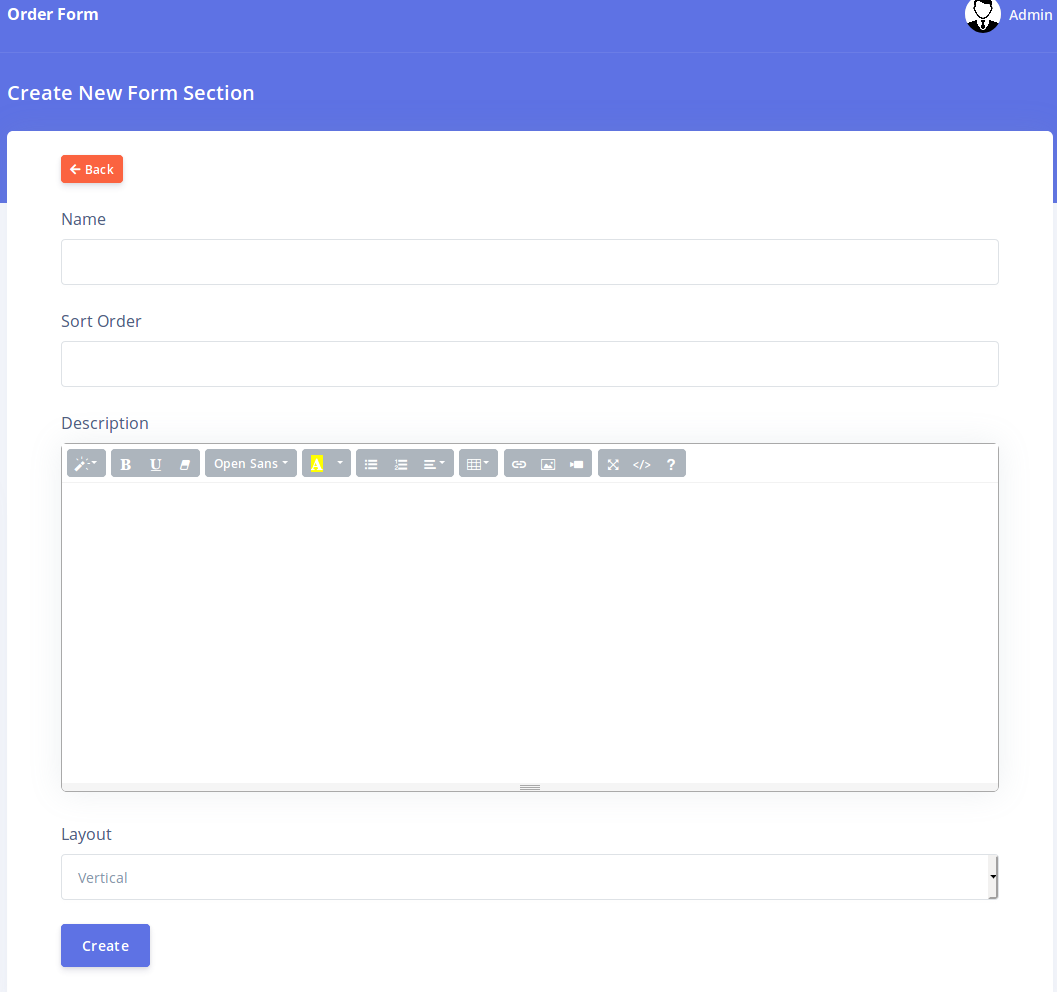 Order Form
Admin
Create New Form Section
Back
Name
Sort Order
Description
B U Open Sans A </> ?
Layout
Vertical
Create